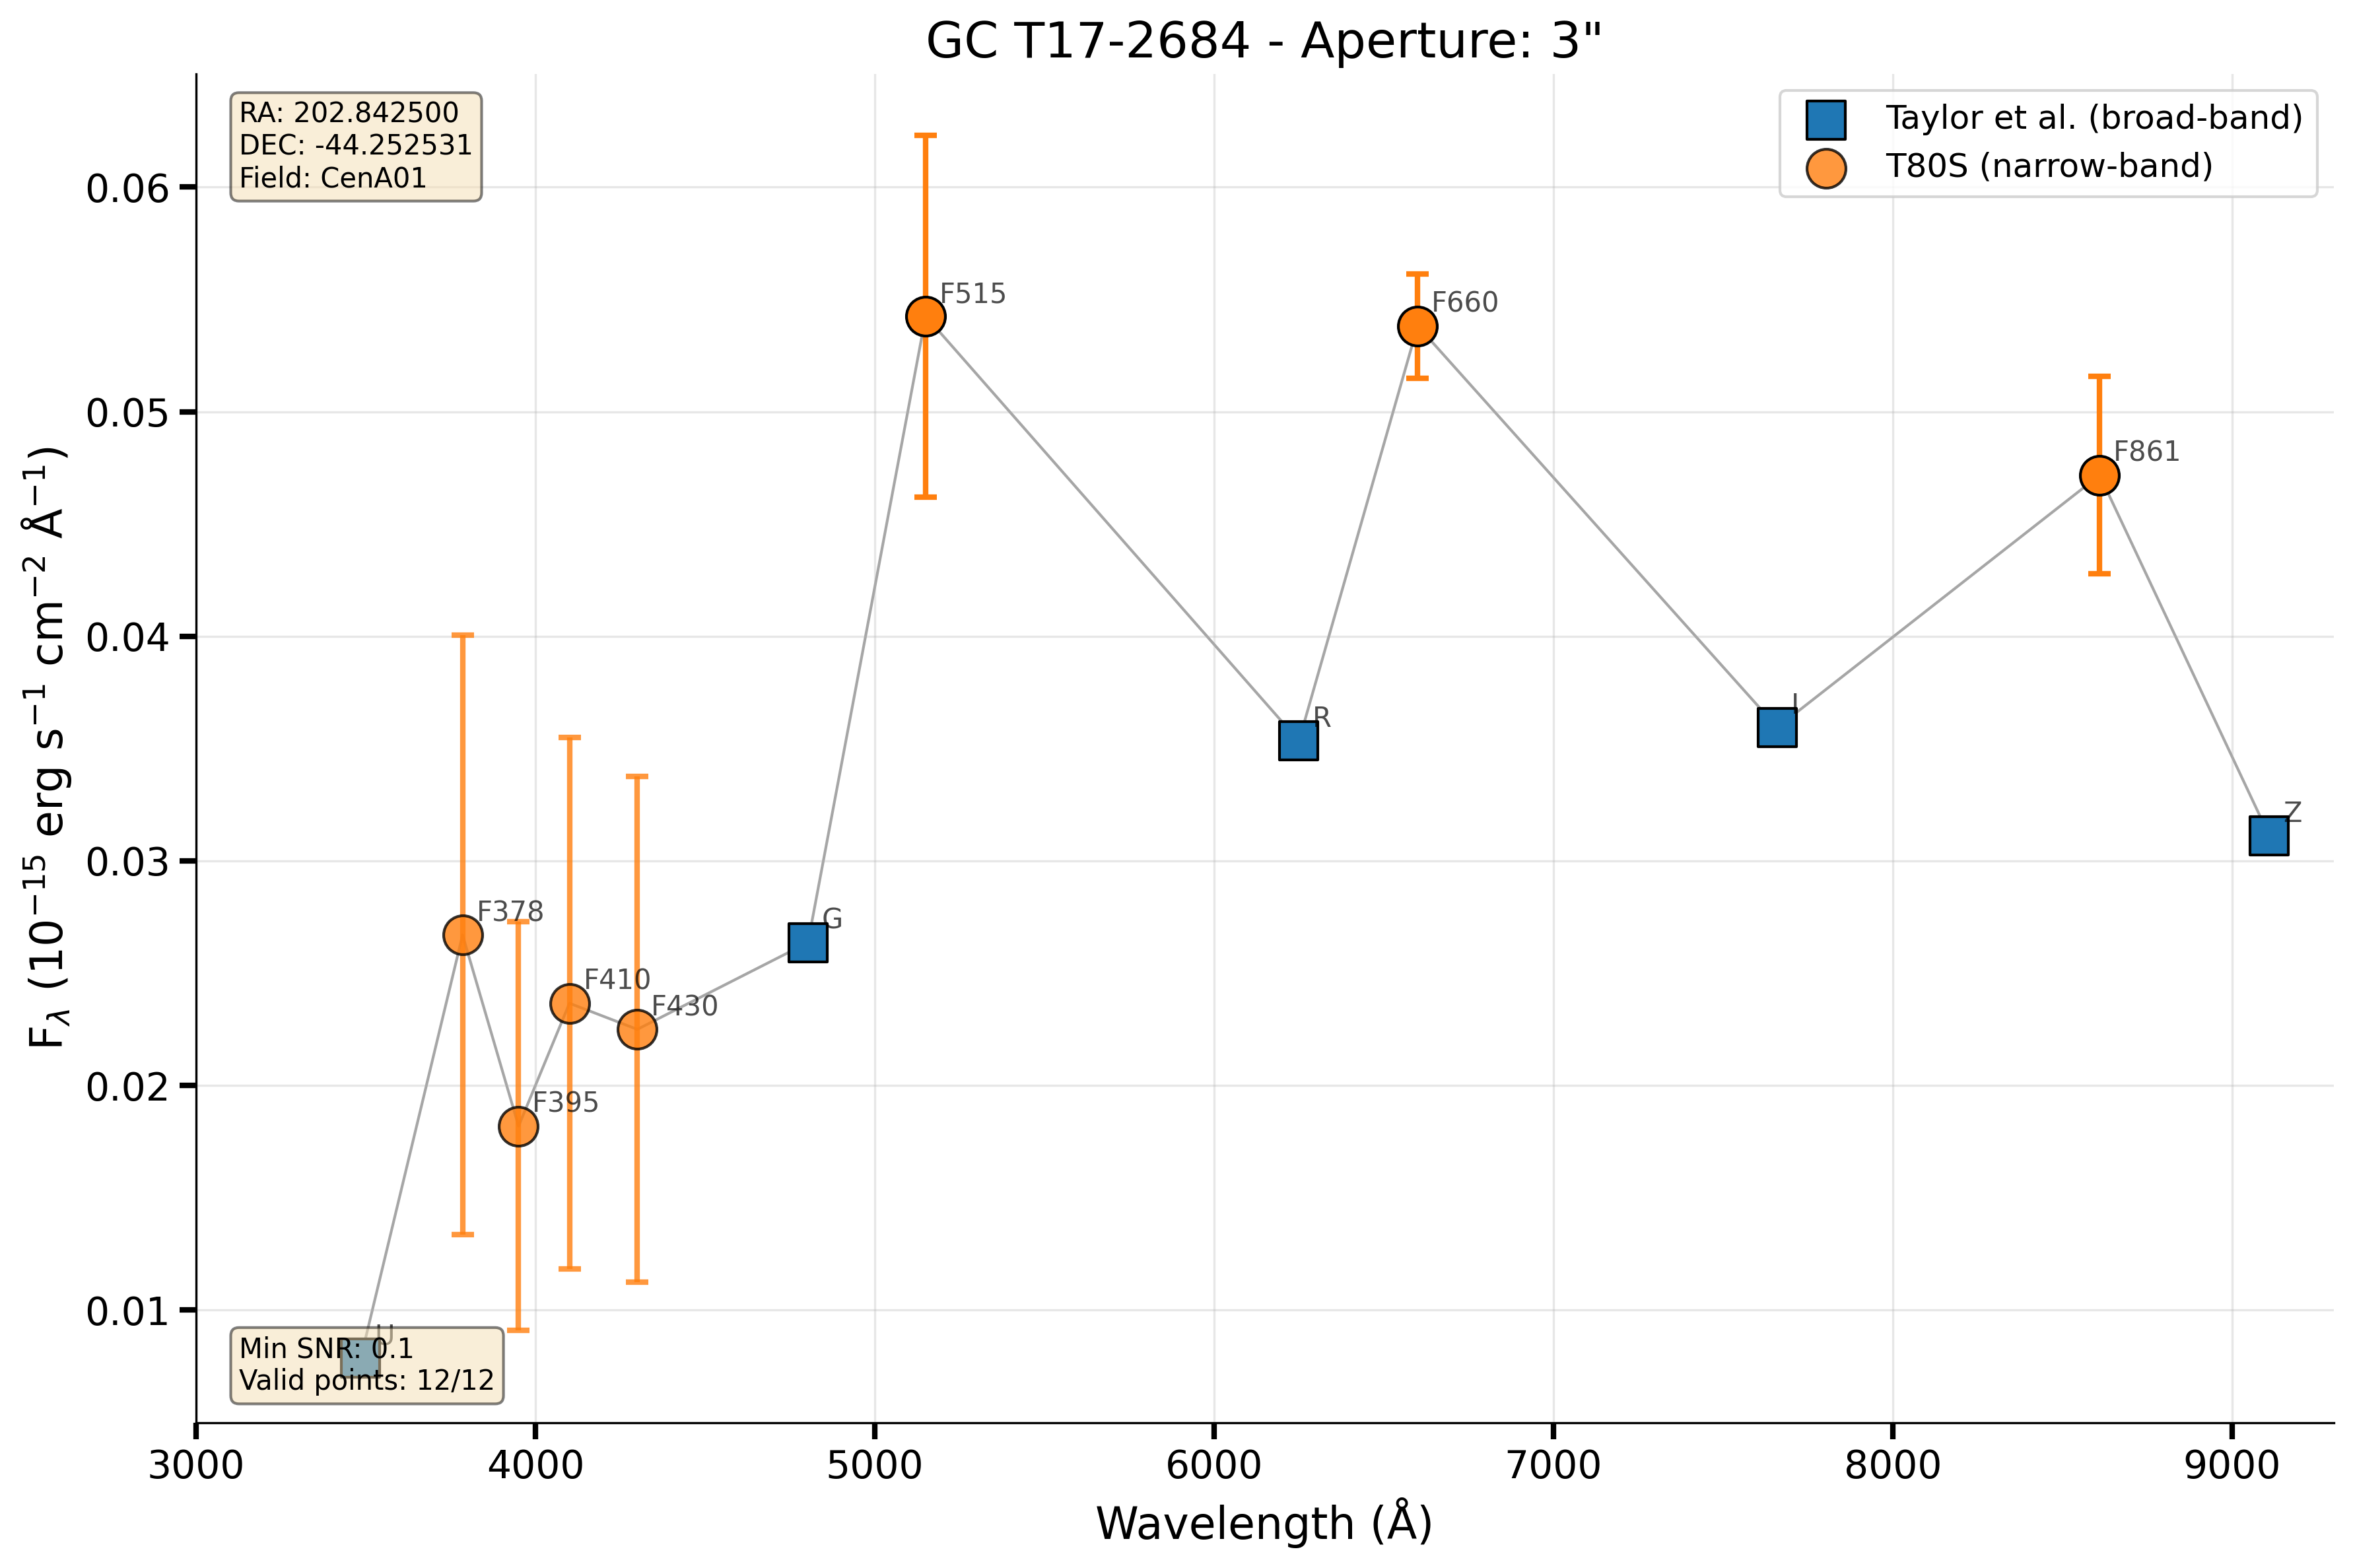 GC T17-2684 - Aperture: 3"
RA: 202.842500
DEC: -44.252531
Field: CenA01
Taylor et al. (broad-band)
T80S (narrow-band)
F515
F660
F861
F378
F395
F410
F430
U
G
R
I
Z
Min SNR: 0.1
Valid points: 12/12
0.06
0.05
0.04
0.03
0.02
0.01
F_λ (10⁻¹⁵ erg s⁻¹ cm⁻² Å⁻¹)
3000 4000 5000 6000 7000 8000 9000
Wavelength (Å)